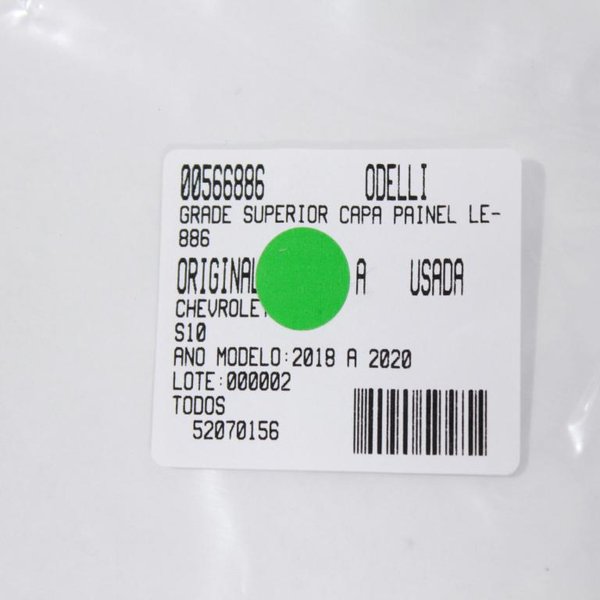 00566886 ODELLI
GRADE SUPERIOR CAPA PAINEL LE-
886
ORIGINAL A USADA
CHEVROLE
S10
ANO MODELO:2018 A 2020
LOTE:000002
TODOS
52070156